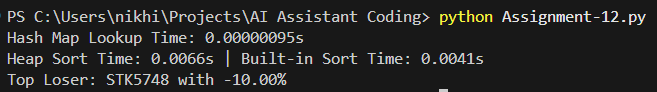 PS C:\Users\nikhi\Projects\AI Assistant Coding> python Assignment-12.py
Hash Map Lookup Time: 0.00000095s
Heap Sort Time: 0.0066s | Built-in Sort Time: 0.0041s
Top Loser: STK5748 with -10.00%